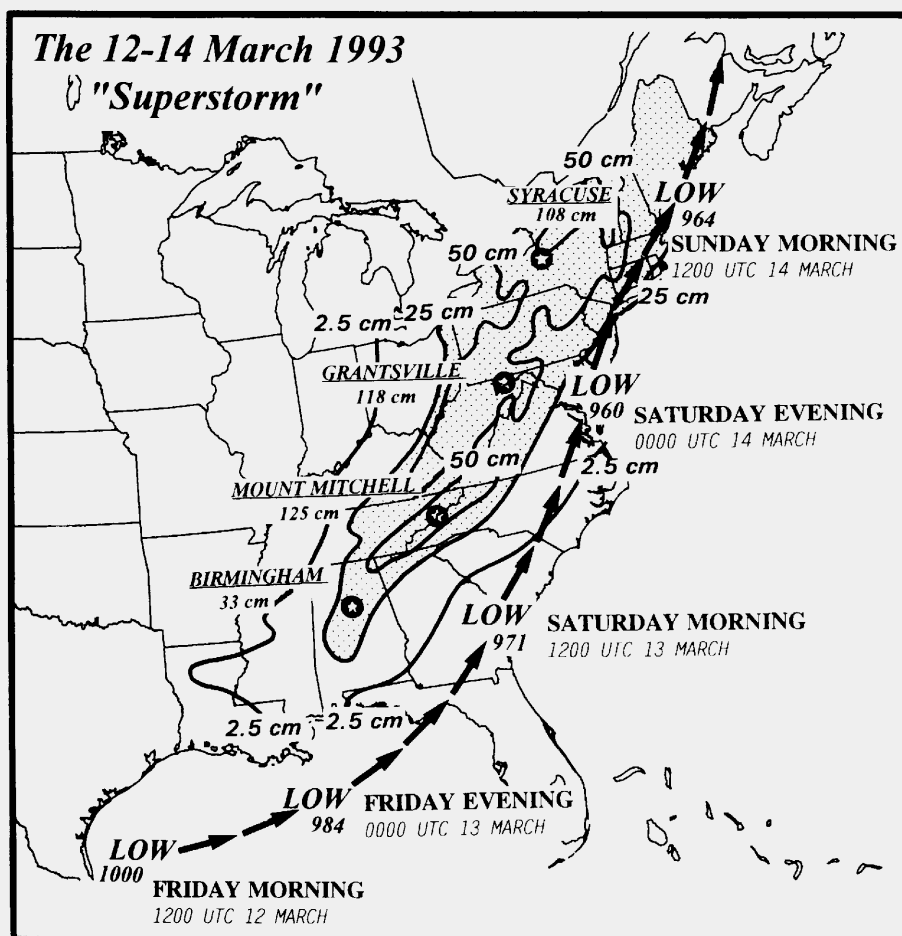 The 12-14 March 1993
"Superstorm"
50 cm
SYRACUSE
108 cm
LOW
964
50 cm
SUNDAY MORNING
1200 UTC 14 MARCH
25 cm
2.5 cm
25 cm
GRANTSVILLE
118 cm
LOW
960
SATURDAY EVENING
0000 UTC 14 MARCH
50 cm
2.5 cm
MOUNT MITCHELL
125 cm
BIRMINGHAM
33 cm
LOW
971
SATURDAY MORNING
1200 UTC 13 MARCH
2.5 cm
2.5 cm
LOW
984
FRIDAY EVENING
0000 UTC 13 MARCH
LOW
1000
FRIDAY MORNING
1200 UTC 12 MARCH